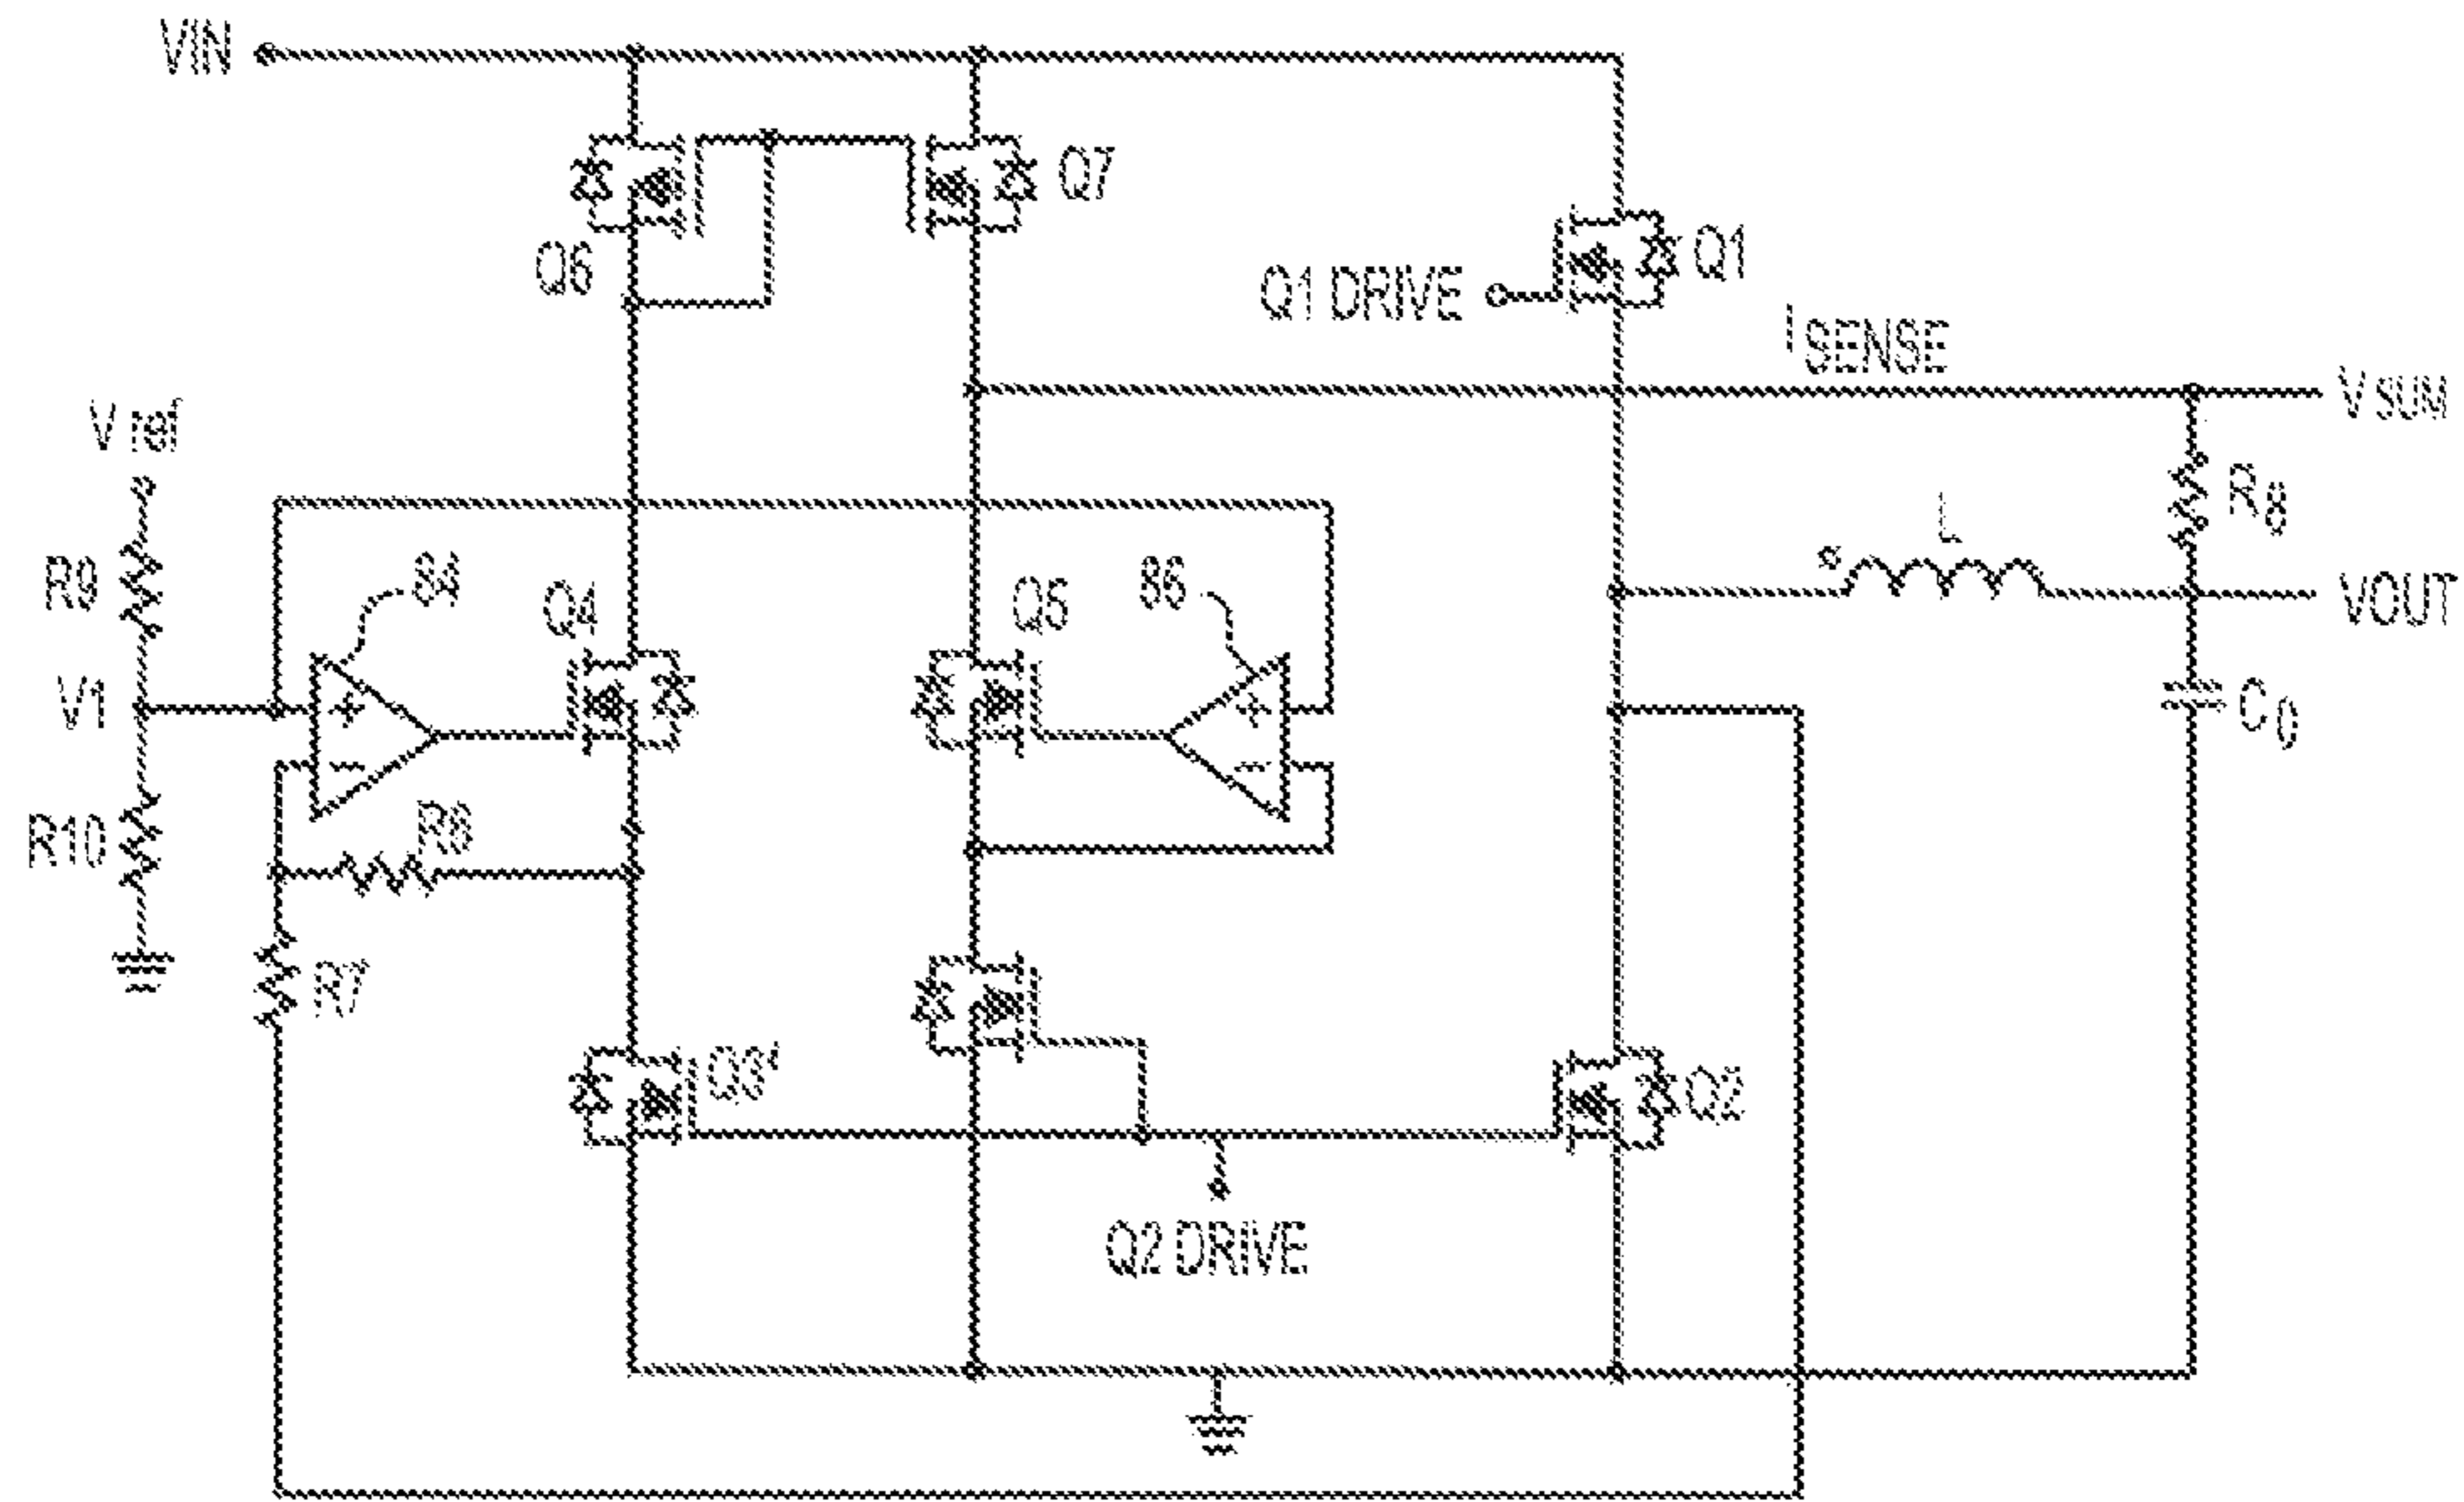 VIN
Q7
Q6
Q1 DRIVE
Q1
I SENSE
V SUM
V ref
R8
L
R9
84
Q4
Q5
86
VOUT
V1
+
+
C0
−
−
R10
R8
R7
Q3'
Q2
Q2 DRIVE